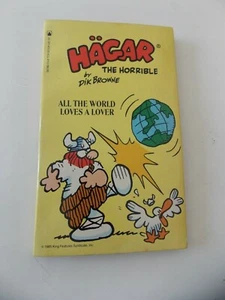 HÄGAR®
THE HORRIBLE
by
DIK BROWNE
ALL THE WORLD
LOVES A LOVER